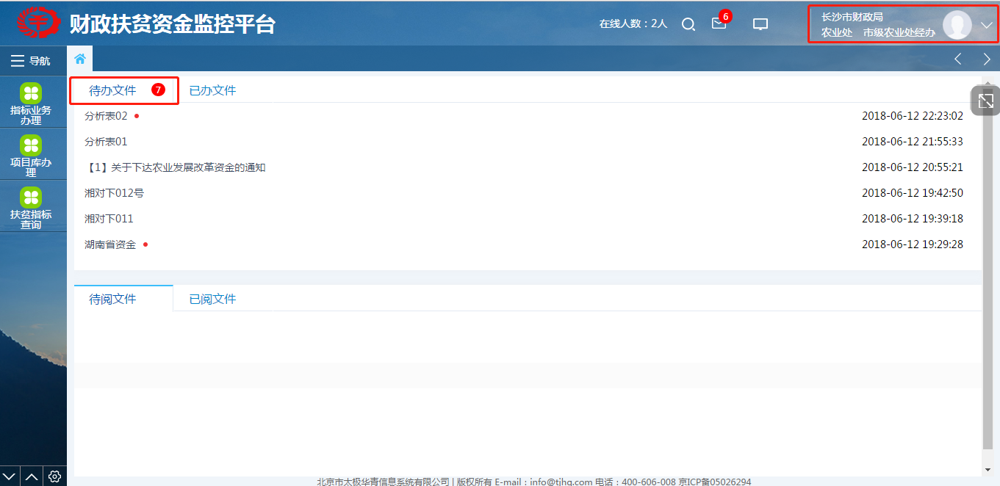 财政扶贫资金监控平台
在线人数：2人
6
长沙市财政局
农业处 市级农业处经办
导航
指标业务
办理
项目库办
理
扶贫指标
查询
待办文件 7 已办文件
分析表02 2018-06-12 22:23:02
分析表01 2018-06-12 21:55:33
【1】关于下达农业发展改革资金的通知 2018-06-12 20:55:21
湘对下012号 2018-06-12 19:42:50
湘对下011 2018-06-12 19:39:18
湖南省资金 2018-06-12 19:29:28
待阅文件 已阅文件
北京市太极华青信息系统有限公司 | 版权所有 E-mail：info@tjhq.com 电话：400-606-008 京ICP备05026294